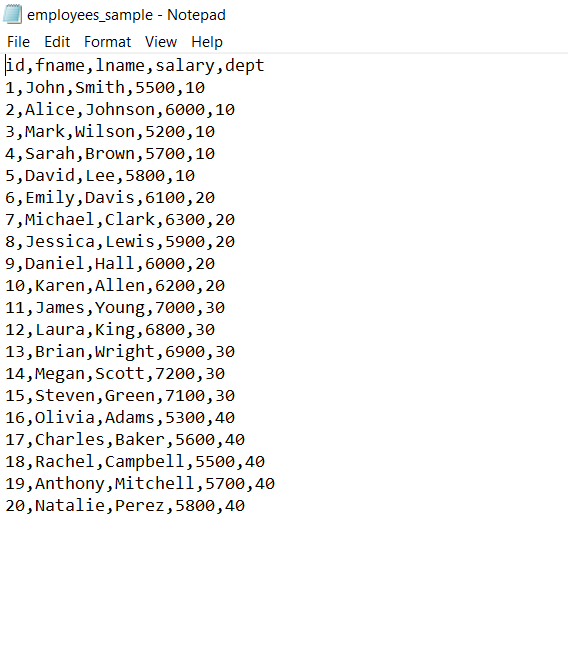 employees_sample - Notepad
File Edit Format View Help
id,fname,lname,salary,dept
1,John,Smith,5500,10
2,Alice,Johnson,6000,10
3,Mark,Wilson,5200,10
4,Sarah,Brown,5700,10
5,David,Lee,5800,10
6,Emily,Davis,6100,20
7,Michael,Clark,6300,20
8,Jessica,Lewis,5900,20
9,Daniel,Hall,6000,20
10,Karen,Allen,6200,20
11,James,Young,7000,30
12,Laura,King,6800,30
13,Brian,Wright,6900,30
14,Megan,Scott,7200,30
15,Steven,Green,7100,30
16,Olivia,Adams,5300,40
17,Charles,Baker,5600,40
18,Rachel,Campbell,5500,40
19,Anthony,Mitchell,5700,40
20,Natalie,Perez,5800,40